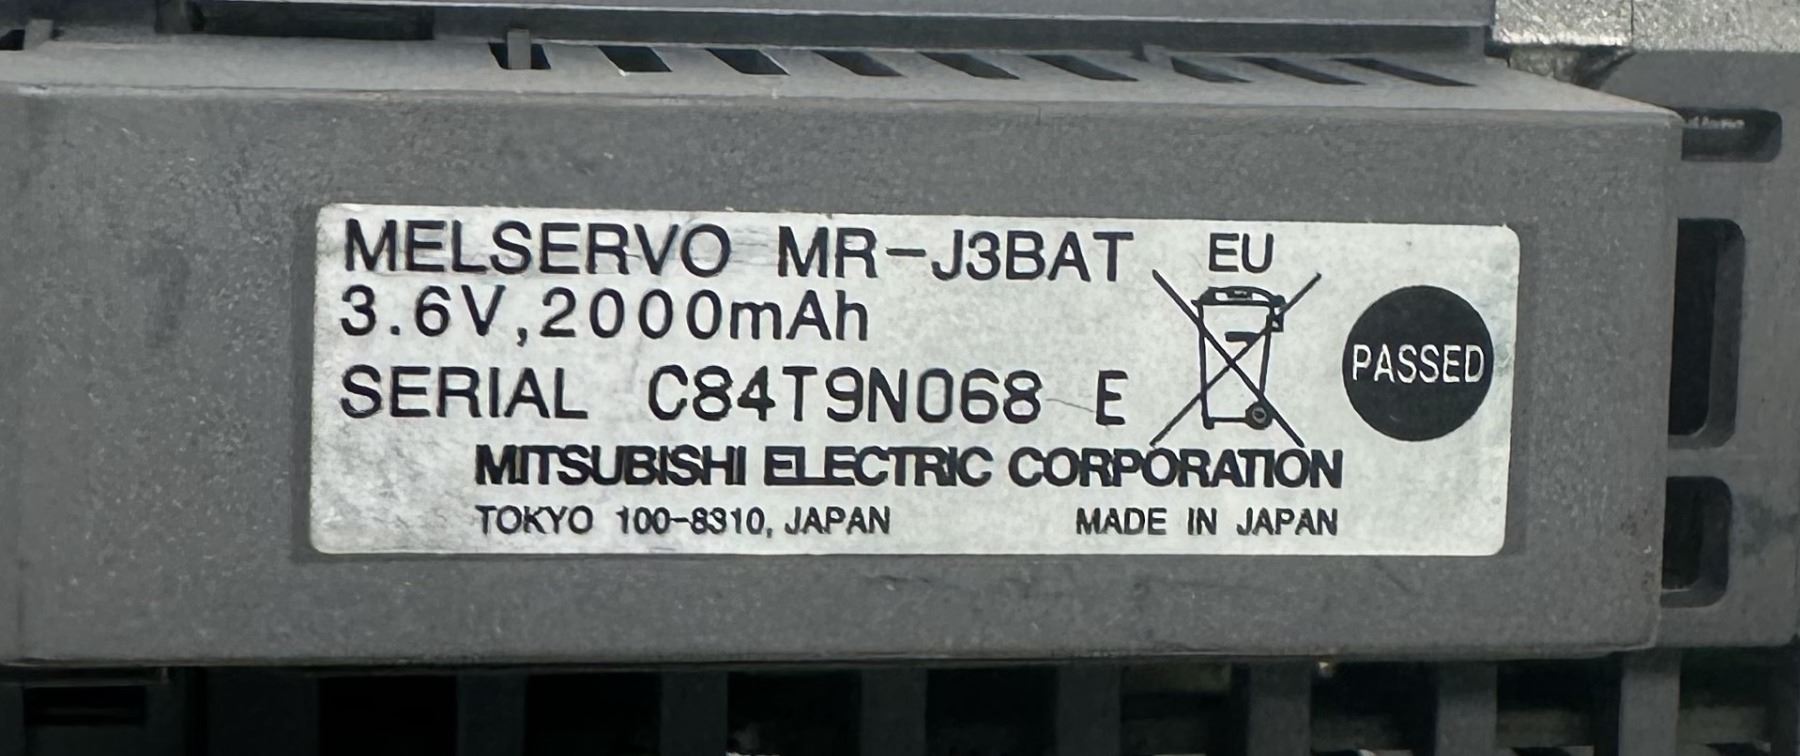 MELSERVO MR-J3BAT EU
3.6V,2000mAh
PASSED
SERIAL C84T9N068 E
MITSUBISHI ELECTRIC CORPORATION
TOKYO 100-8310, JAPAN MADE IN JAPAN